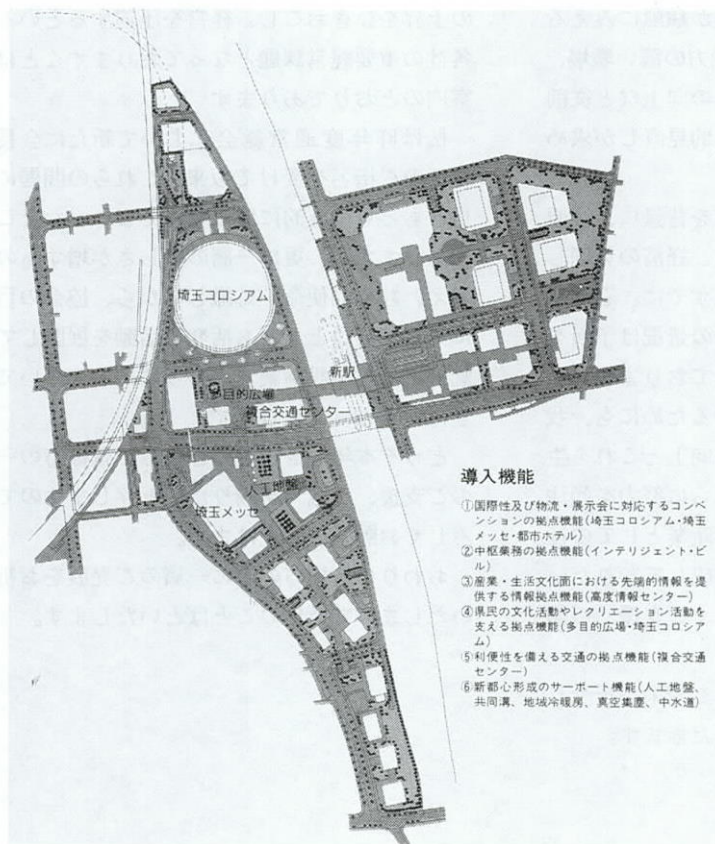 埼玉コロシアム
新駅
多目的広場
複合交通センター
人工地盤
埼玉メッセ
導入機能
①国際性及び物流・展示会に対応するコンベ
ンションの拠点機能(埼玉コロシアム・埼玉
メッセ・都市ホテル)
②中枢業務の拠点機能(インテリジェント・ビ
ル)
③産業・生活文化面における先端的情報を提
供する情報拠点機能(高度情報センター)
④県民の文化活動やレクリエーション活動を
支える拠点機能(多目的広場・埼玉コロシア
ム)
⑤利便性を備える交通の拠点機能(複合交通
センター)
⑥新都心形成のサポート機能(人工地盤、
共同溝、地域冷暖房、真空集塵、中水道)